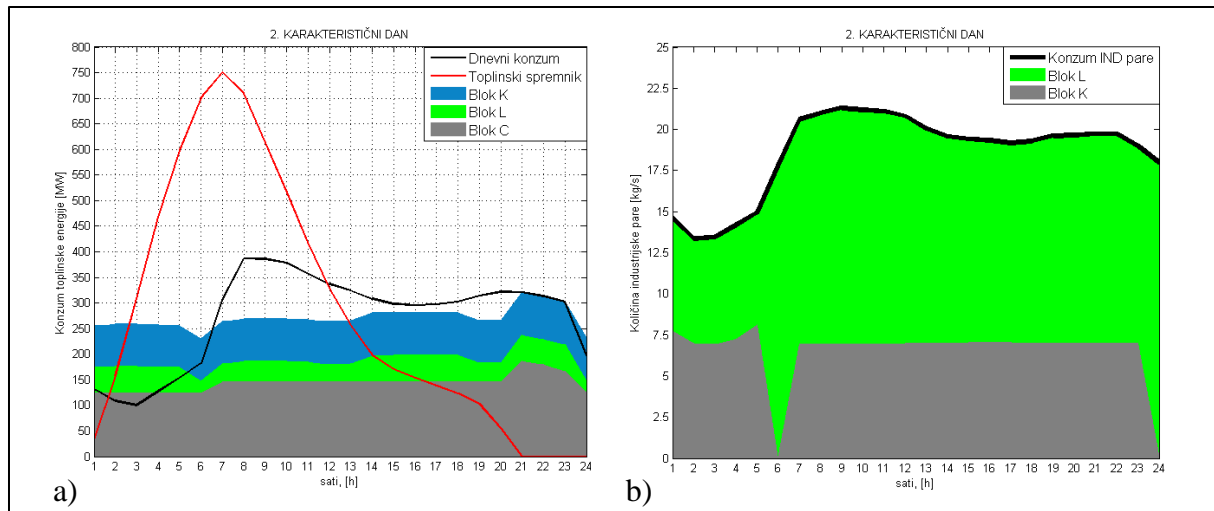 2. KARAKTERISTIČNI DAN
800
750
700
650
600
550
500
450
400
350
300
250
200
150
100
50
0
Konzum toplinske energije [MW]
Dnevni konzum
Toplinski spremnik
Blok K
Blok L
Blok C
1 2 3 4 5 6 7 8 9 10 11 12 13 14 15 16 17 18 19 20 21 22 23 24
sati, [h]
a)
2. KARAKTERISTIČNI DAN
25
22.5
20
17.5
15
12.5
10
7.5
5
2.5
0
Količina industrijske pare [kg/s]
Konzum IND pare
Blok L
Blok K
1 2 3 4 5 6 7 8 9 10 11 12 13 14 15 16 17 18 19 20 21 22 23 24
sati, [h]
b)